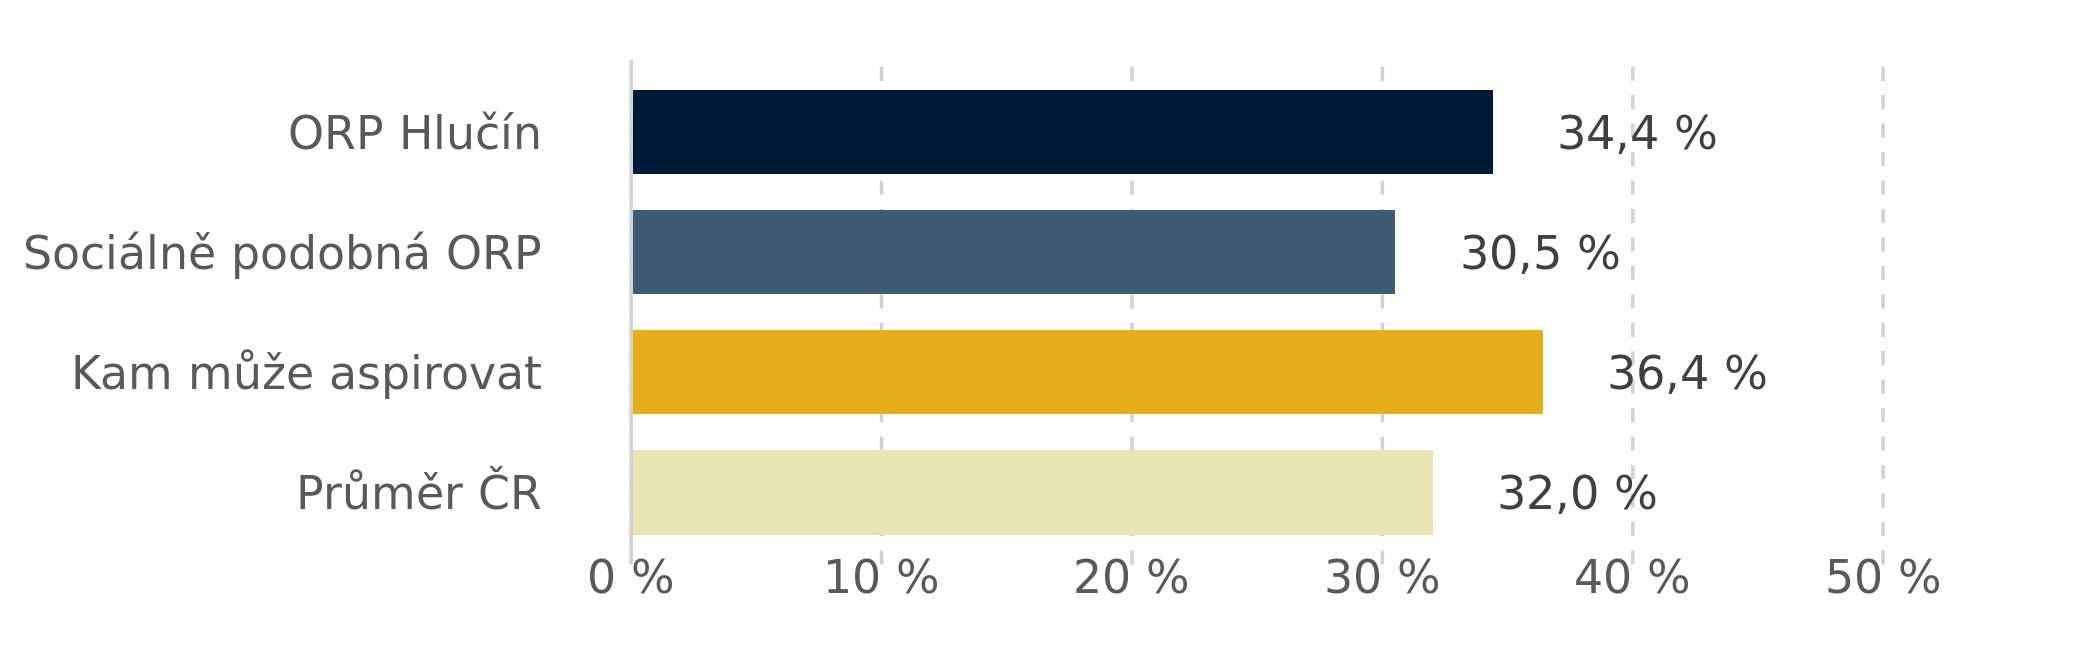 ORP Hlučín 34,4 %
Sociálně podobná ORP 30,5 %
Kam může aspirovat 36,4 %
Průměr ČR 32,0 %
0 % 10 % 20 % 30 % 40 % 50 %